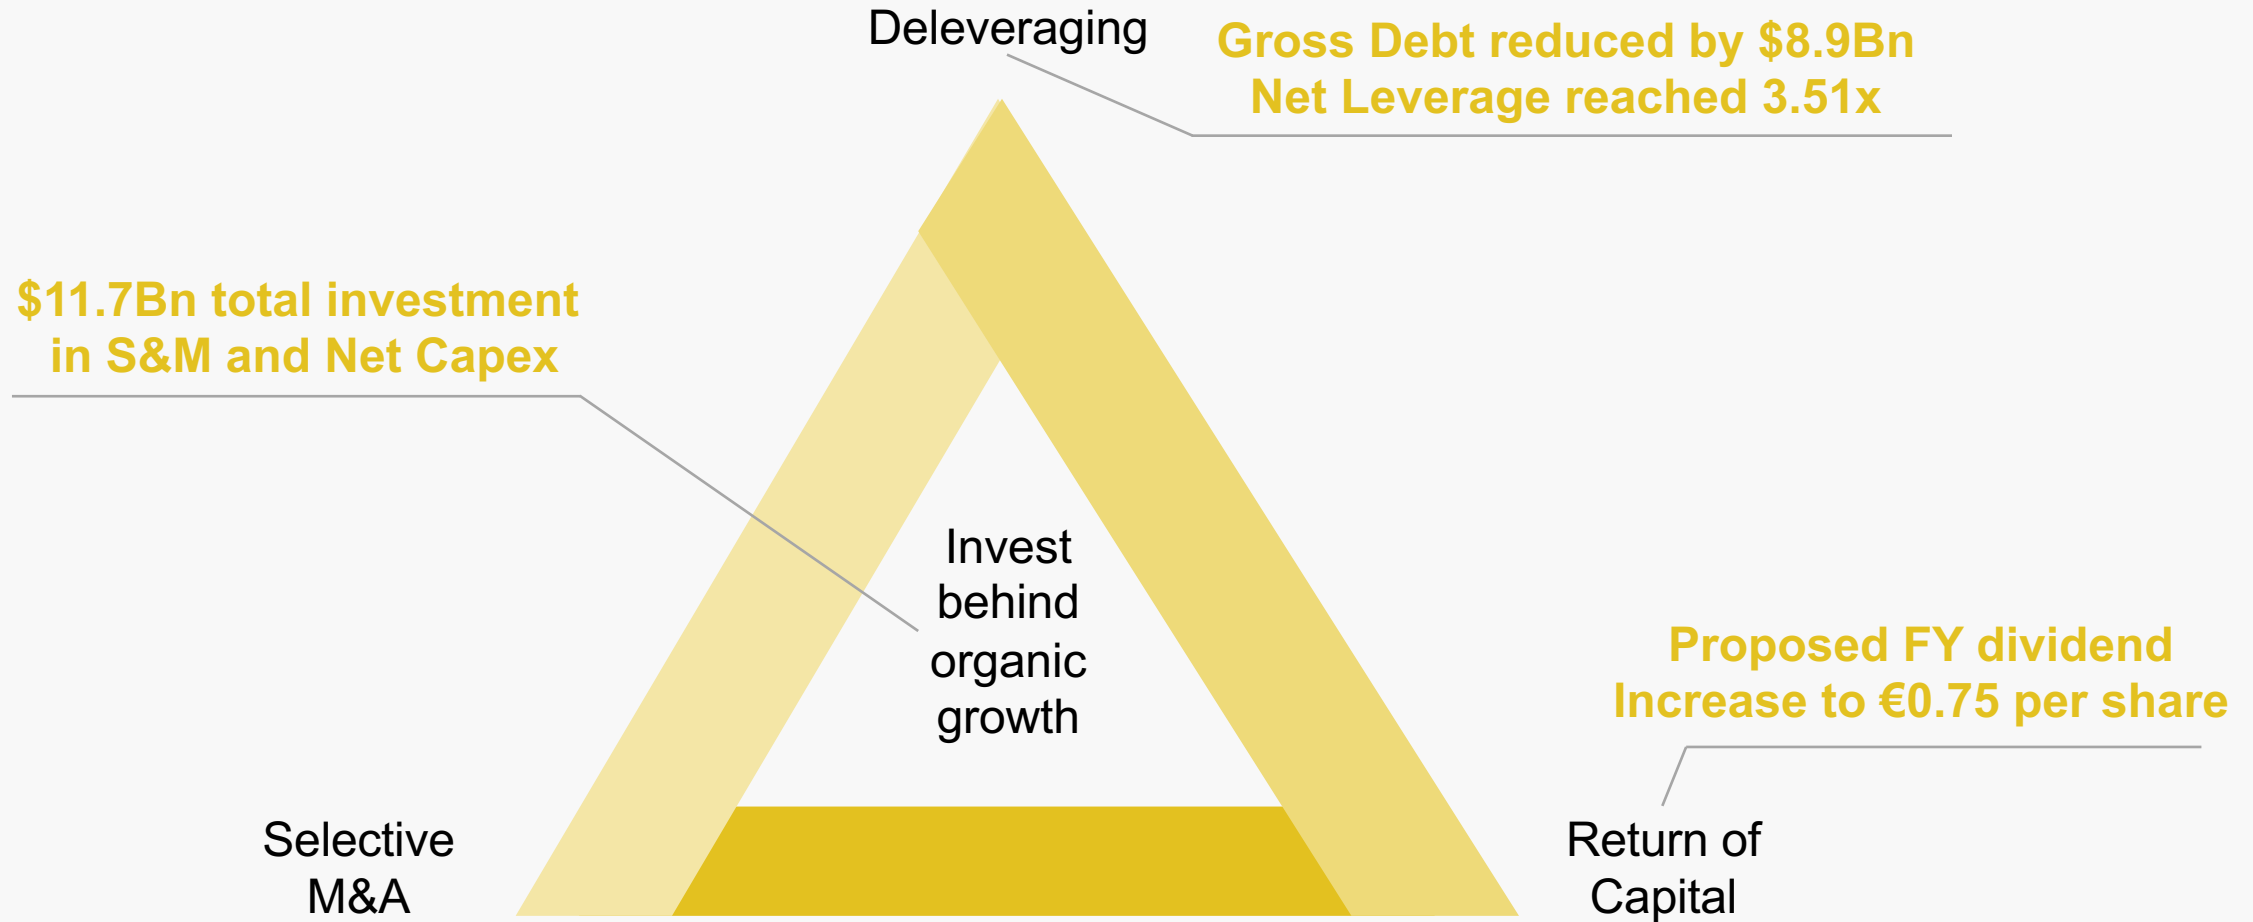 Deleveraging
Gross Debt reduced by $8.9Bn
Net Leverage reached 3.51x
$11.7Bn total investment
in S&M and Net Capex
Invest
behind
organic
growth
Proposed FY dividend
Increase to €0.75 per share
Selective
M&A
Return of
Capital